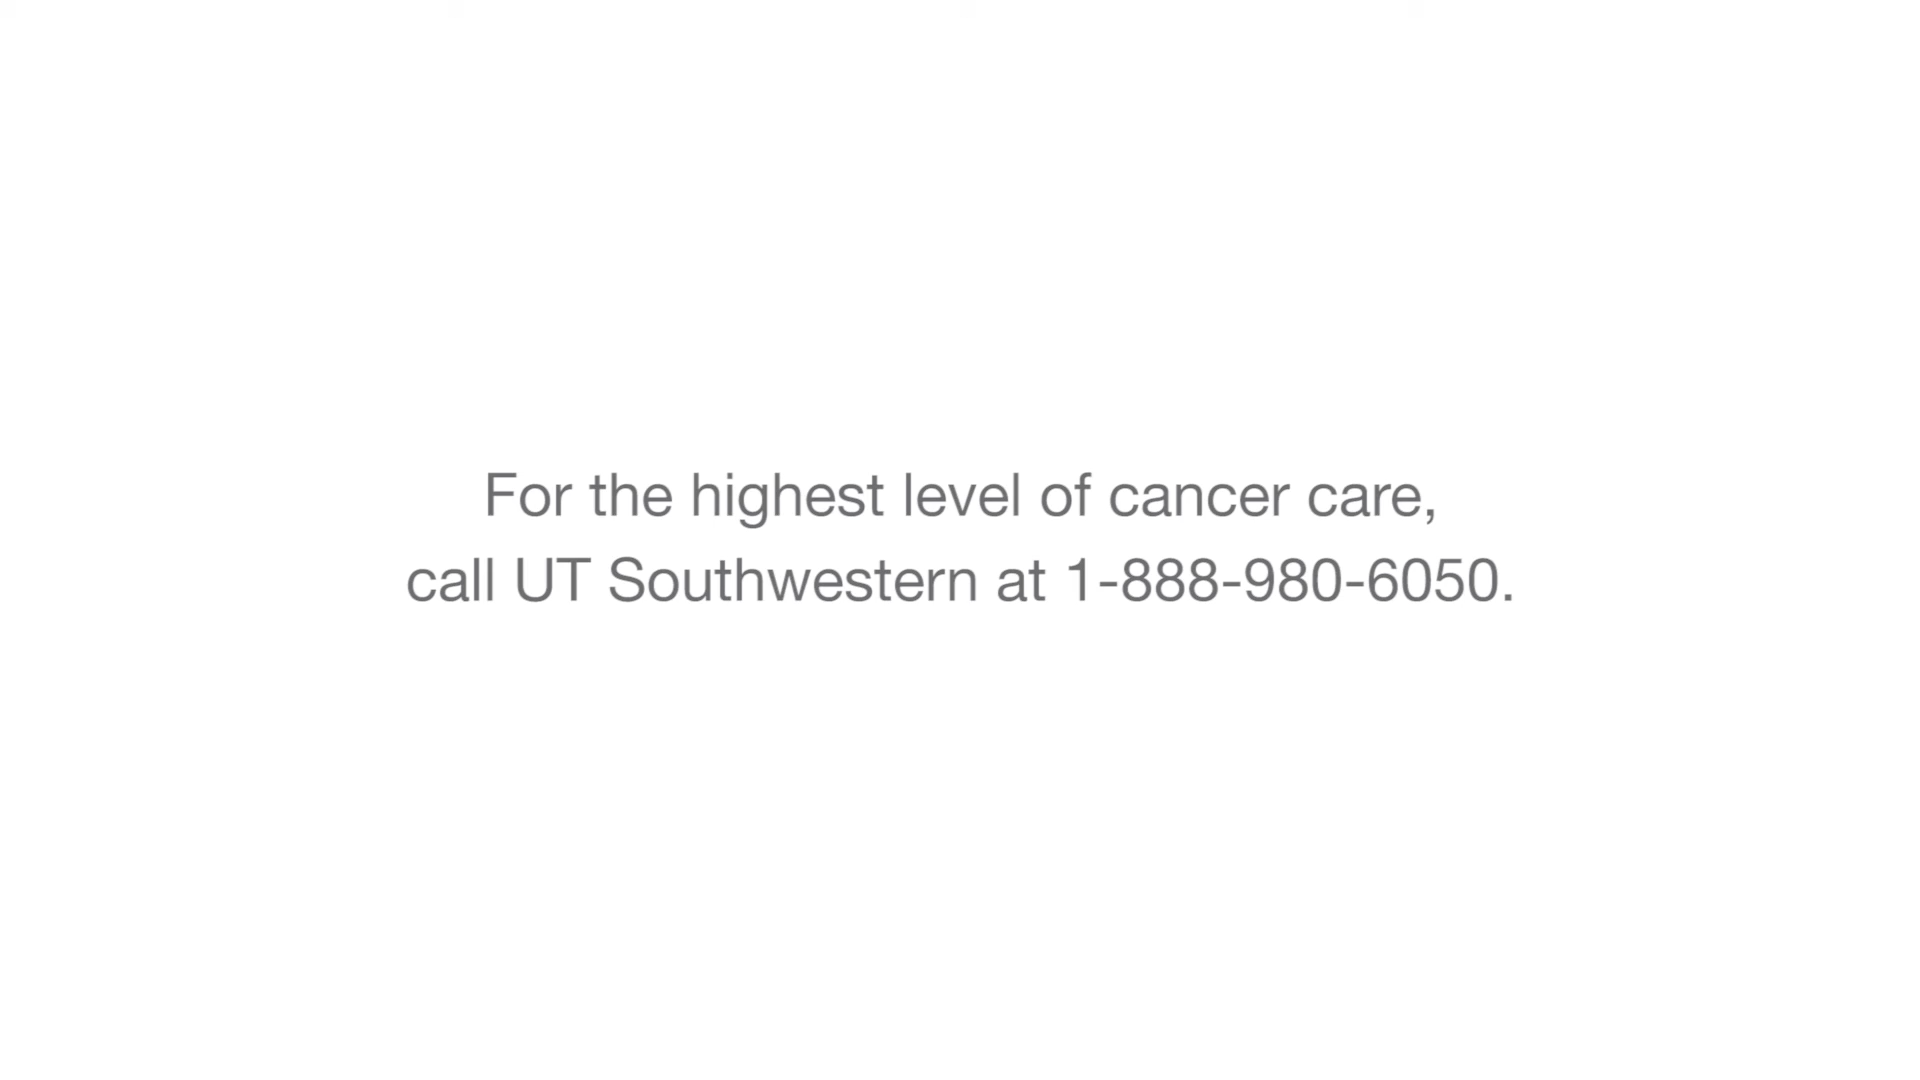 For the highest level of cancer care,
call UT Southwestern at 1-888-980-6050.